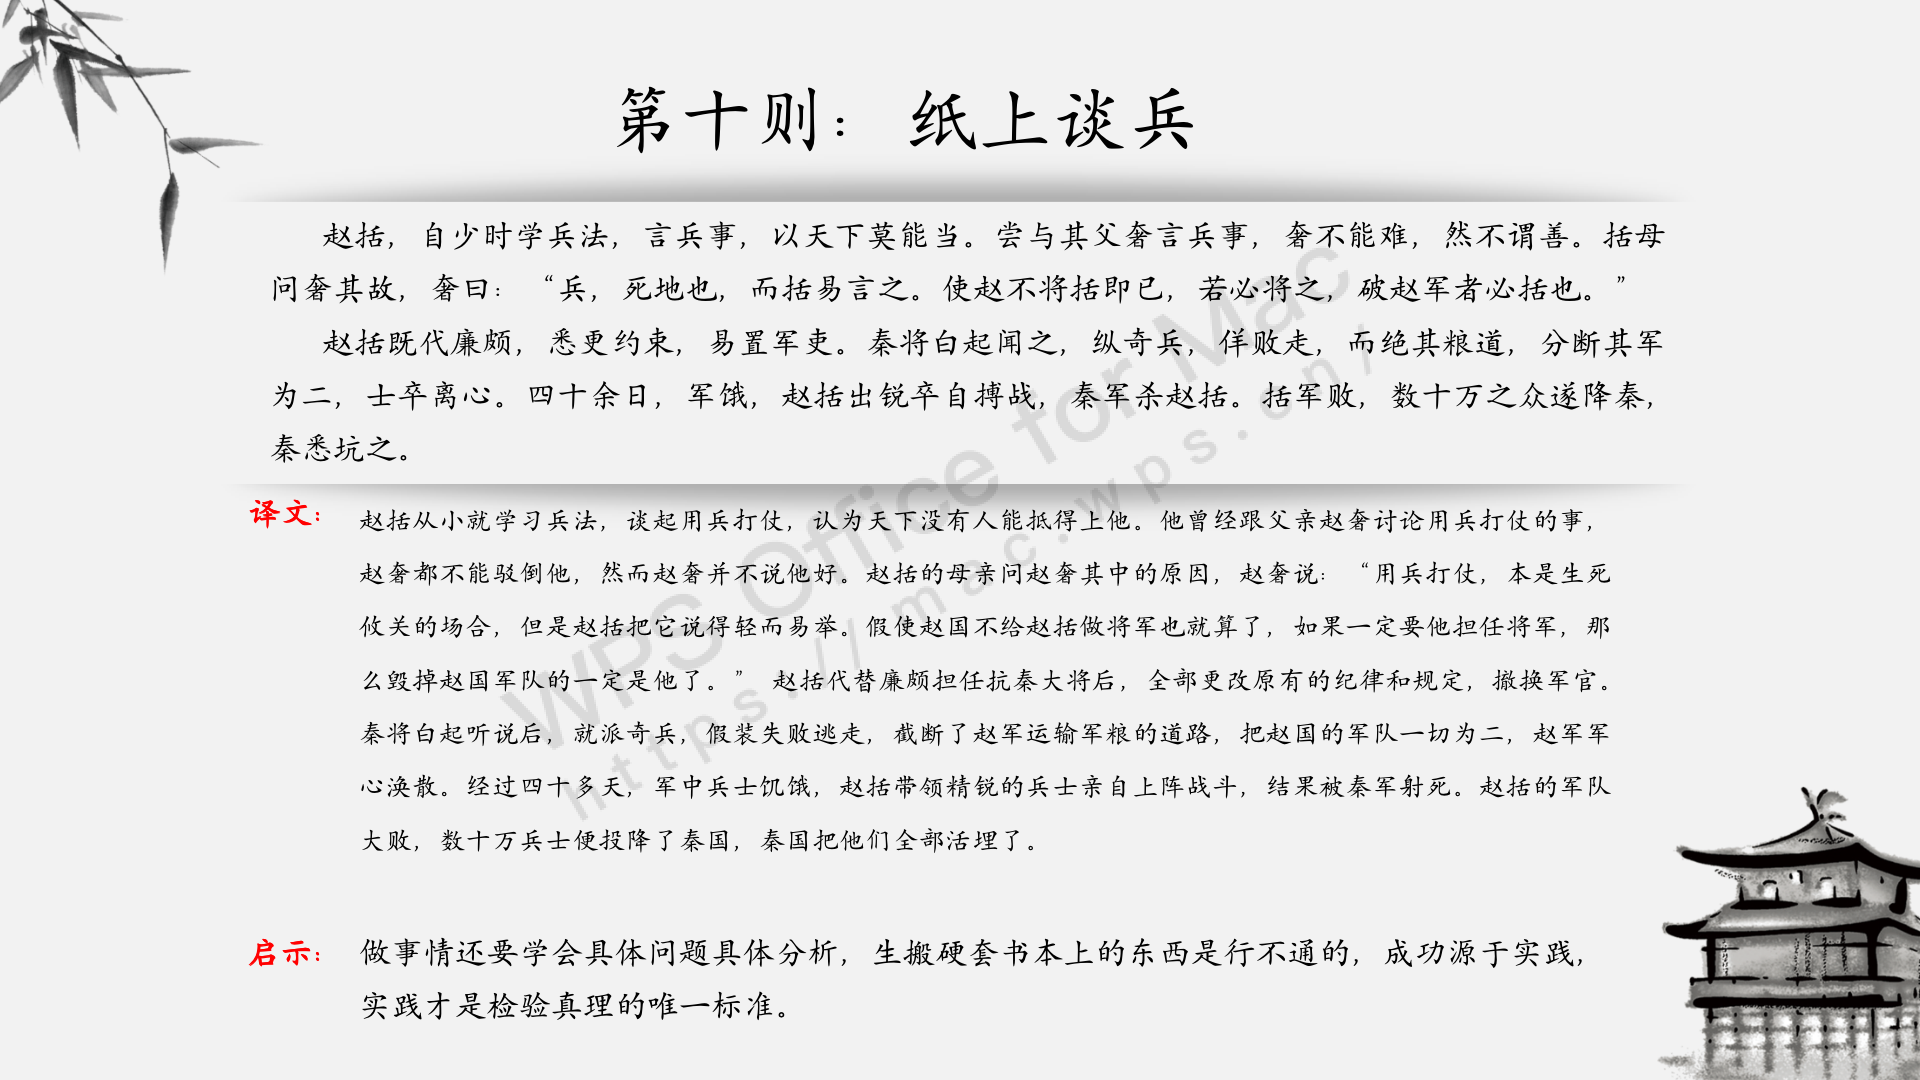 第十则： 纸上谈兵
赵括，自少时学兵法，言兵事，以天下莫能当。尝与其父奢言兵事，奢不能难，然不谓善。括母
问奢其故，奢曰：“兵，死地也，而括易言之。使赵不将括即已，若必将之，破赵军者必括也。”
赵括既代廉颇，悉更约束，易置军吏。秦将白起闻之，纵奇兵，佯败走，而绝其粮道，分断其军
为二，士卒离心。四十余日，军饿，赵括出锐卒自搏战，秦军杀赵括。括军败，数十万之众遂降秦，
秦悉坑之。
译文： 赵括从小就学习兵法，谈起用兵打仗，认为天下没有人能抵得上他。他曾经跟父亲赵奢讨论用兵打仗的事，
赵奢都不能驳倒他，然而赵奢并不说他好。赵括的母亲问赵奢其中的原因，赵奢说：“用兵打仗，本是生死
攸关的场合，但是赵括把它说得轻而易举。假使赵国不给赵括做将军也就算了，如果一定要他担任将军，那
么毁掉赵国军队的一定是他了。” 赵括代替廉颇担任抗秦大将后，全部更改原有的纪律和规定，撤换军官。
秦将白起听说后，就派奇兵，假装失败逃走，截断了赵军运输军粮的道路，把赵国的军队一切为二，赵军军
心涣散。经过四十多天，军中兵士饥饿，赵括带领精锐的兵士亲自上阵战斗，结果被秦军射死。赵括的军队
大败，数十万兵士便投降了秦国，秦国把他们全部活埋了。
启示： 做事情还要学会具体问题具体分析，生搬硬套书本上的东西是行不通的，成功源于实践，
实践才是检验真理的唯一标准。
WPS Office for Mac
https://mac.wps.cn/